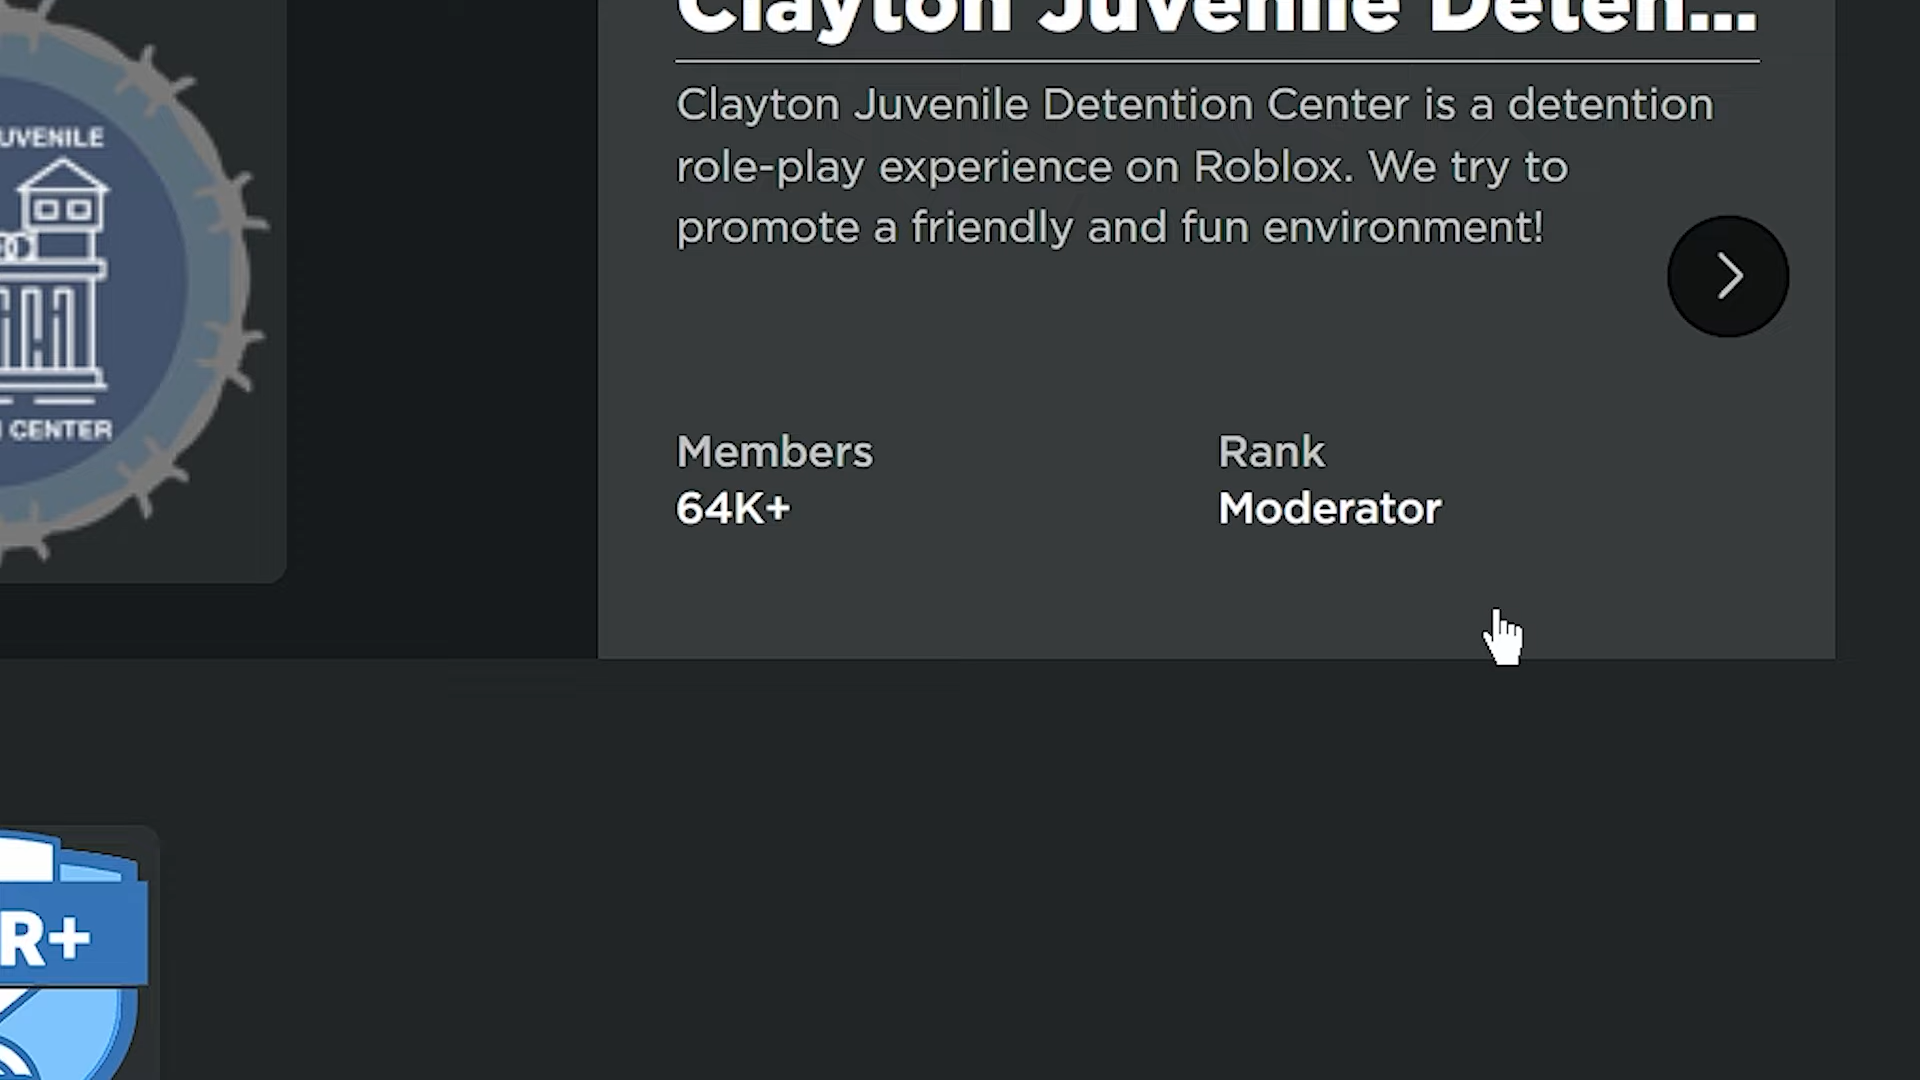 Clayton Juvenile Deten...
Clayton Juvenile Detention Center is a detention
role-play experience on Roblox. We try to
promote a friendly and fun environment!
Members
64K+
Rank
Moderator
UVENILE
CENTER
R+